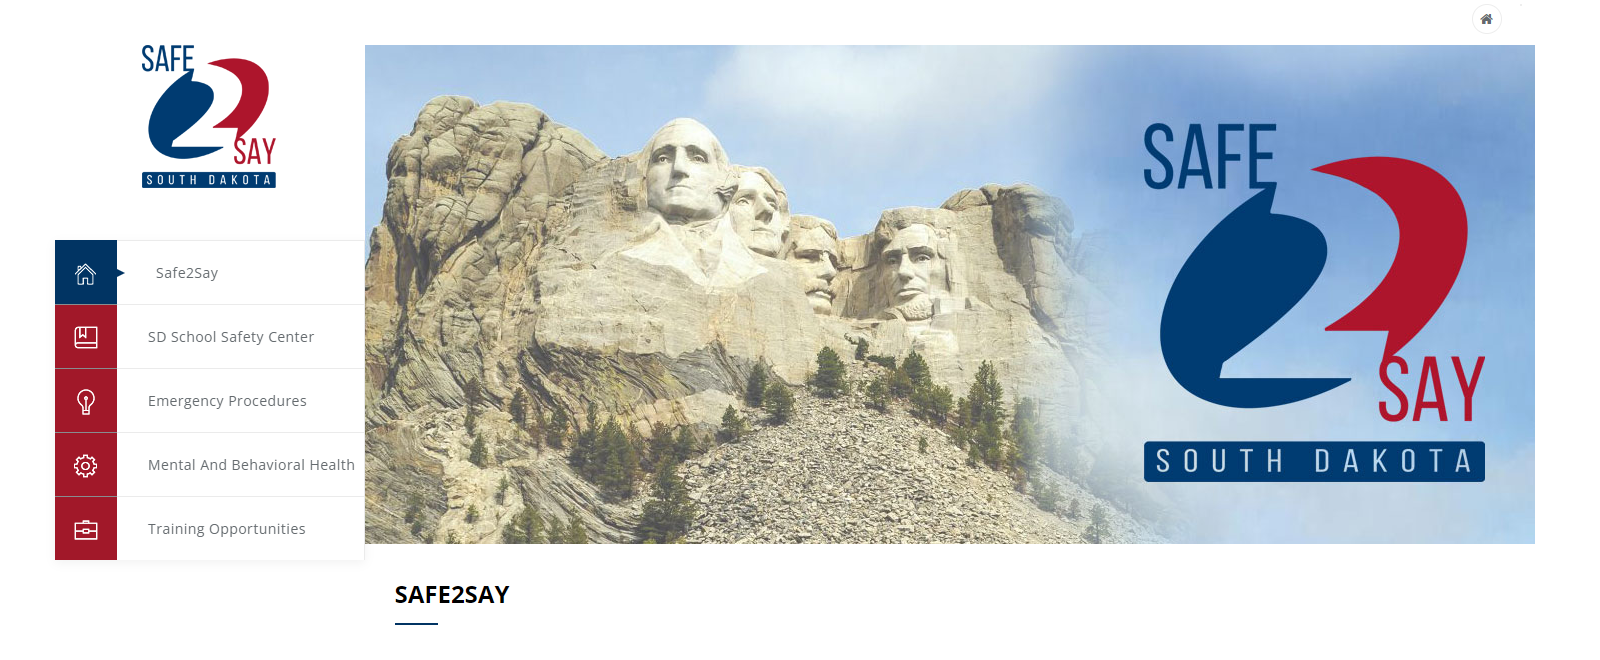 SAFE
2
SAY
SOUTH DAKOTA
Safe2Say
SD School Safety Center
Emergency Procedures
Mental And Behavioral Health
Training Opportunities
SAFE
2
SAY
SOUTH DAKOTA
SAFE2SAY